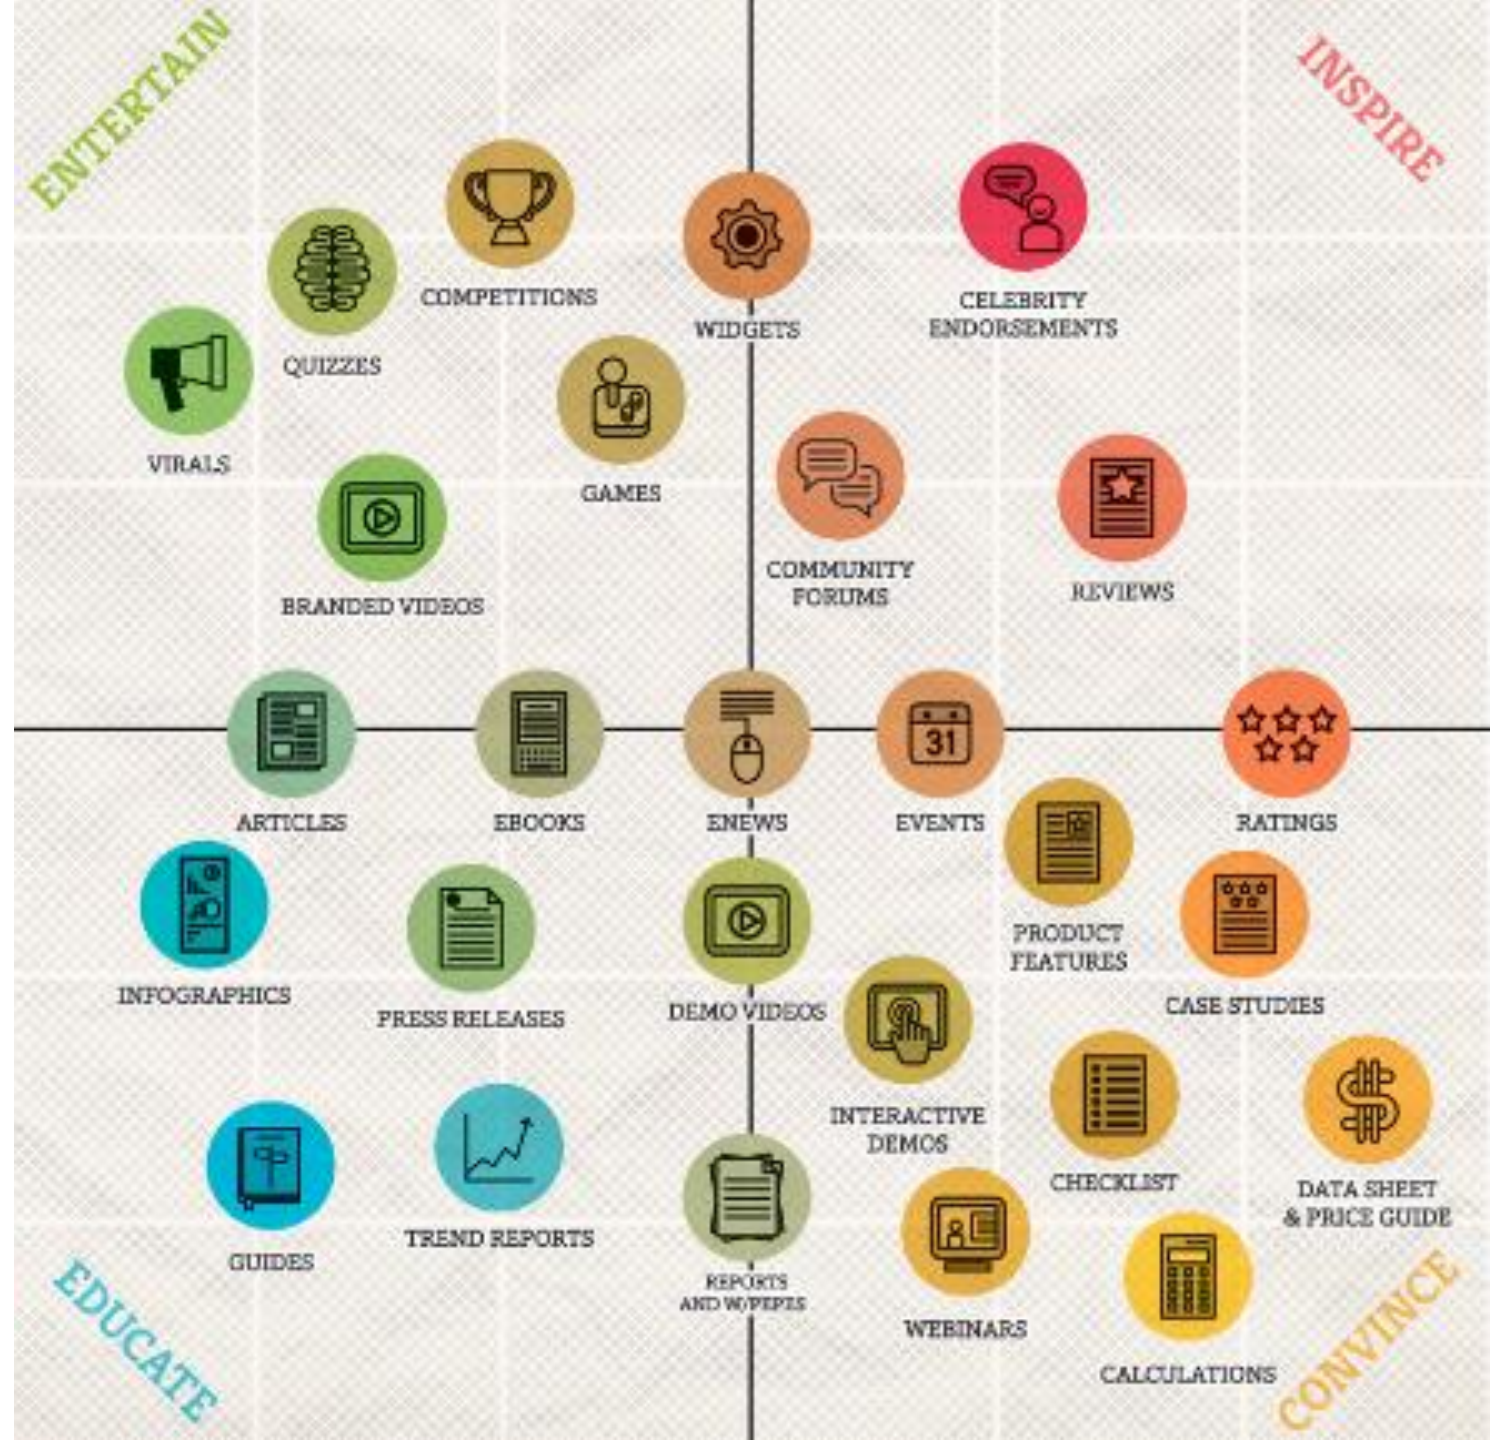 ENTERTAIN
INSPIRE
COMPETITIONS
CELEBRITY
ENDORSEMENTS
WIDGETS
QUIZZES
VIRALS
GAMES
COMMUNITY
FORUMS
REVIEWS
BRANDED VIDEOS
31
ARTICLES
EBOOKS
ENEWS
EVENTS
RATINGS
PRODUCT
FEATURES
INFOGRAPHICS
PRESS RELEASES
DEMO VIDEOS
CASE STUDIES
INTERACTIVE
DEMOS
CHECKLIST
DATA SHEET
& PRICE GUIDE
TREND REPORTS
GUIDES
REPORTS
AND W/PEPES
WEBINARS
CALCULATIONS
EDUCATE
CONVINCE